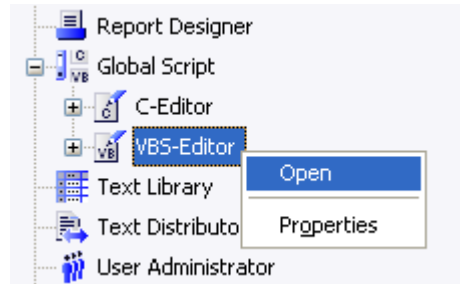 Report Designer
Global Script
C-Editor
VBS-Editor
Open
Text Library
Text Distributo
Properties
User Administrator